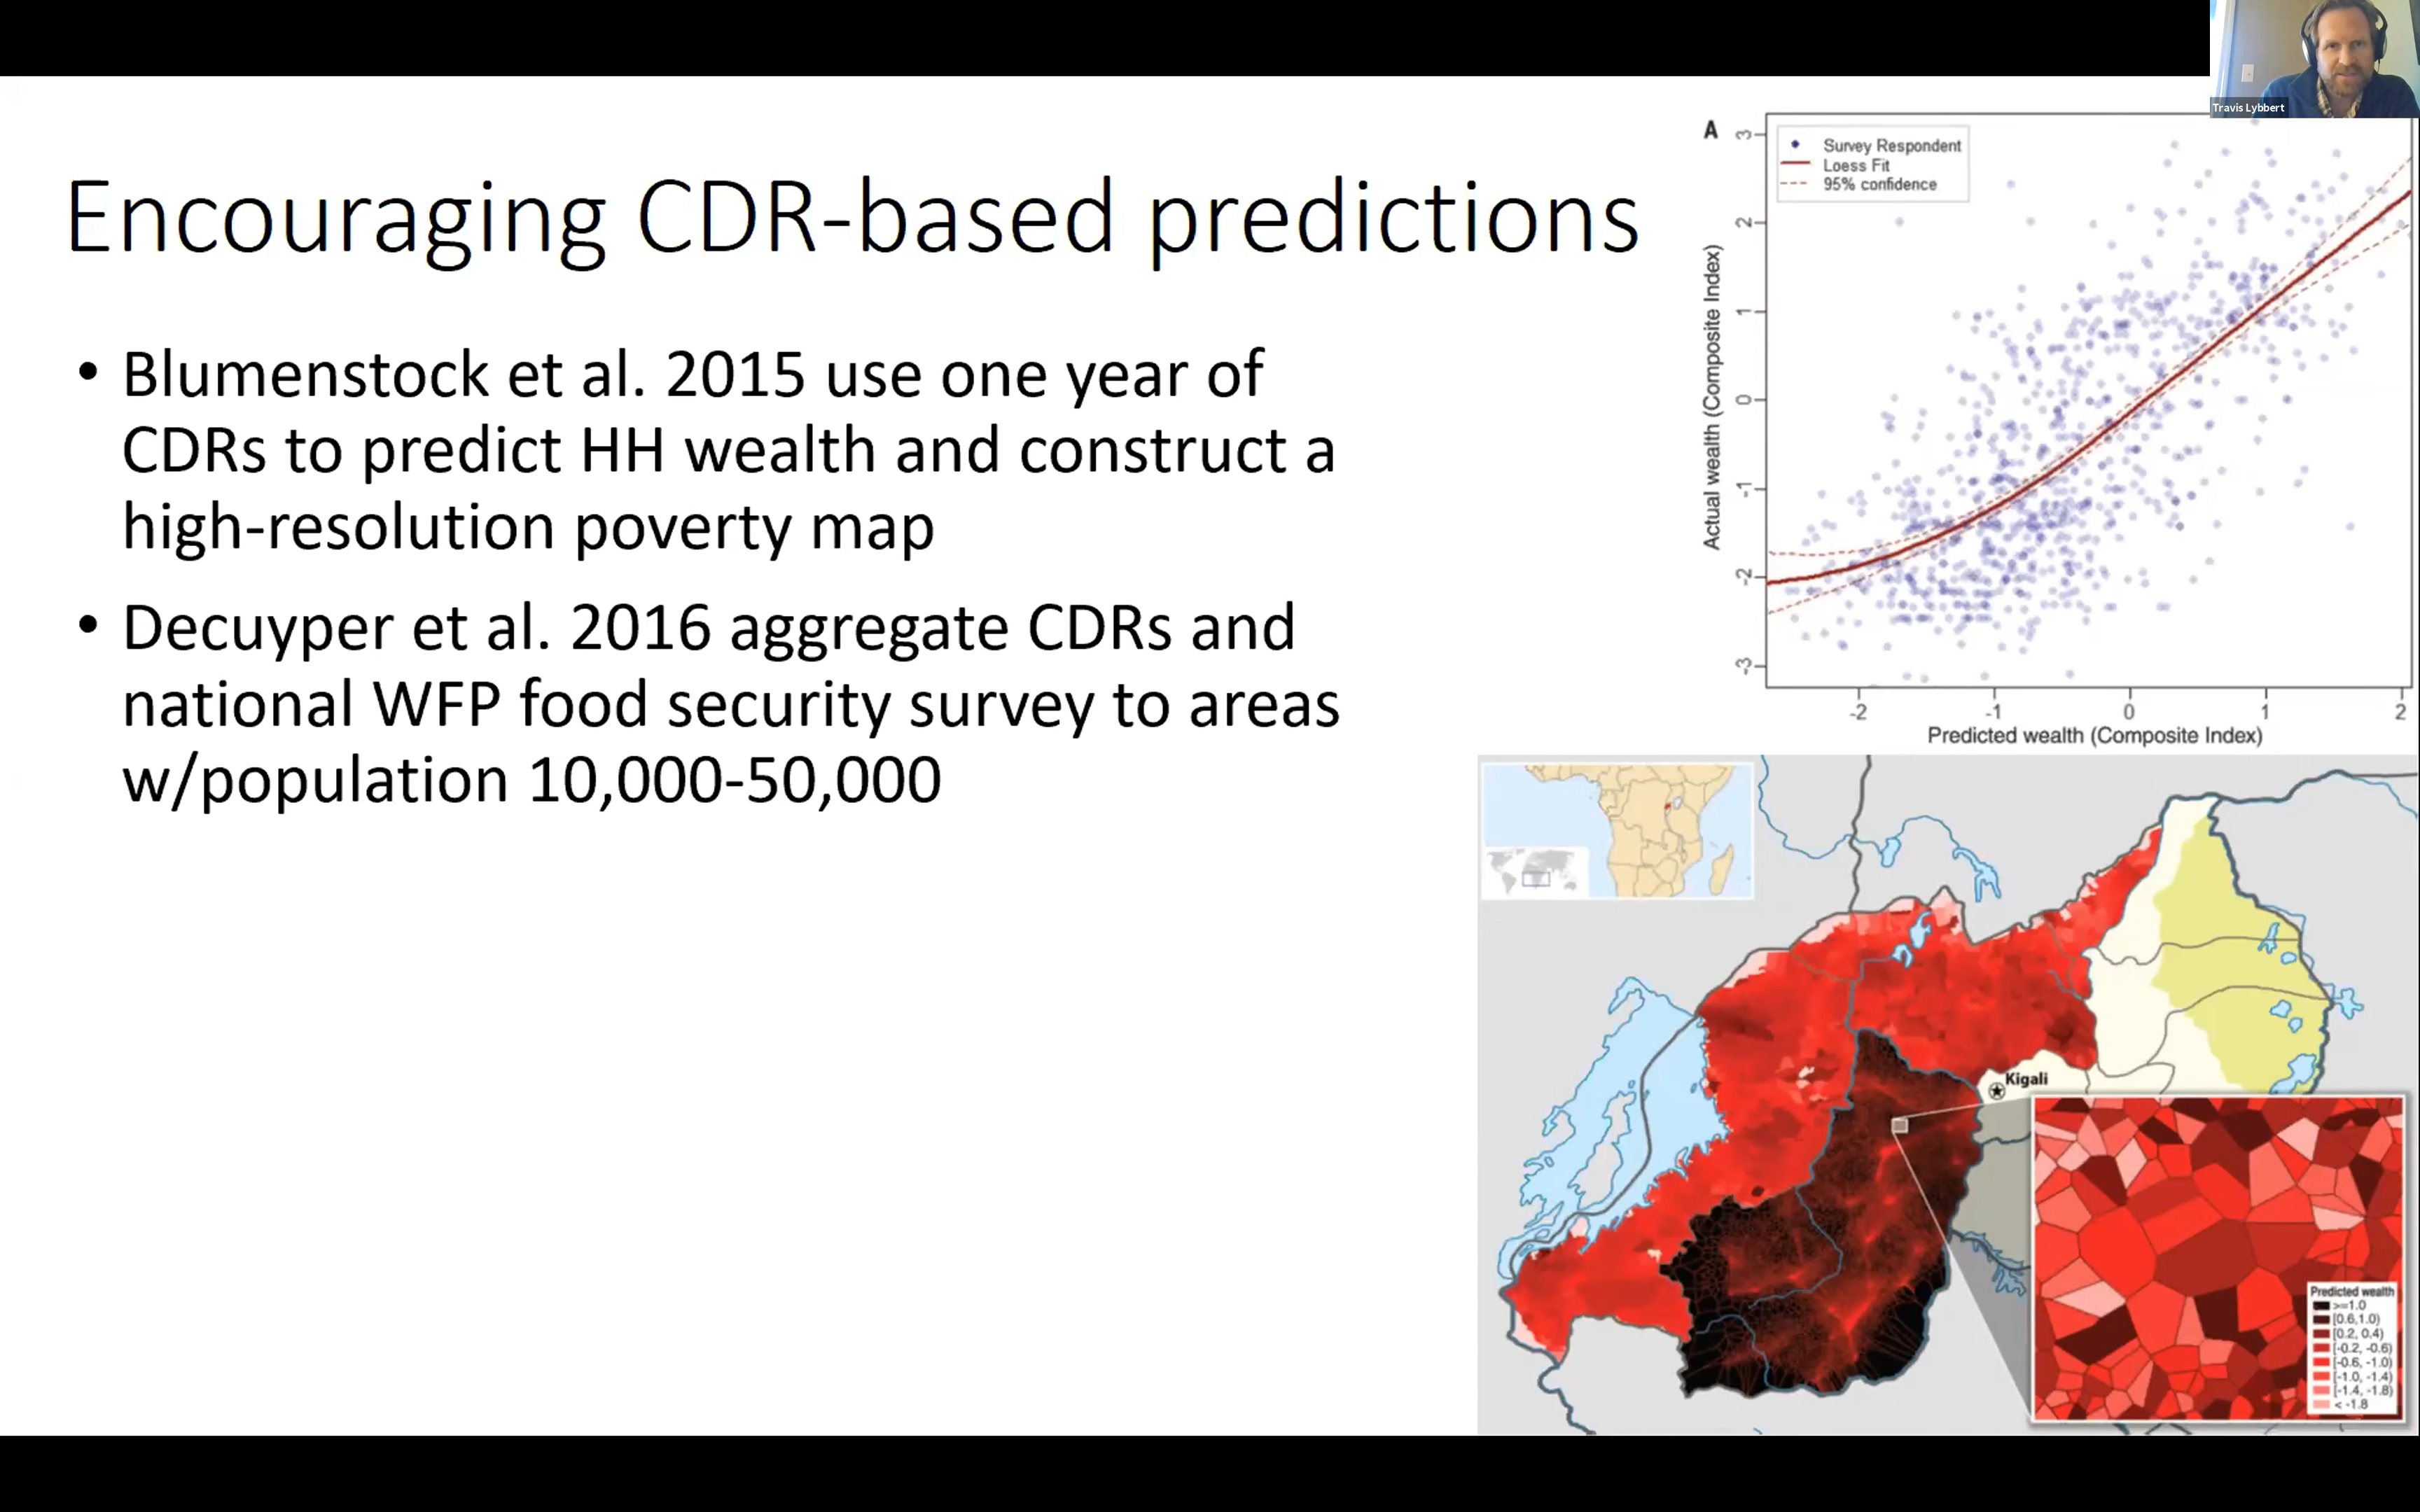 Travis Lybbert
Encouraging CDR-based predictions
• Blumenstock et al. 2015 use one year of
CDRs to predict HH wealth and construct a
high-resolution poverty map
• Decuyper et al. 2016 aggregate CDRs and
national WFP food security survey to areas
w/population 10,000-50,000
A
Survey Respondent
Loess Fit
95% confidence
Actual wealth (Composite Index)
3
2
1
0
-1
-2
-3
-2 -1 0 1 2
Predicted wealth (Composite Index)
Kigali
Predicted wealth
>=1.0
[0.6,1.0)
[0.2, 0.4)
[-0.2, -0.6)
[-0.6, -1.0)
[-1.0, -1.4)
[-1.4, -1.8)
< -1.8